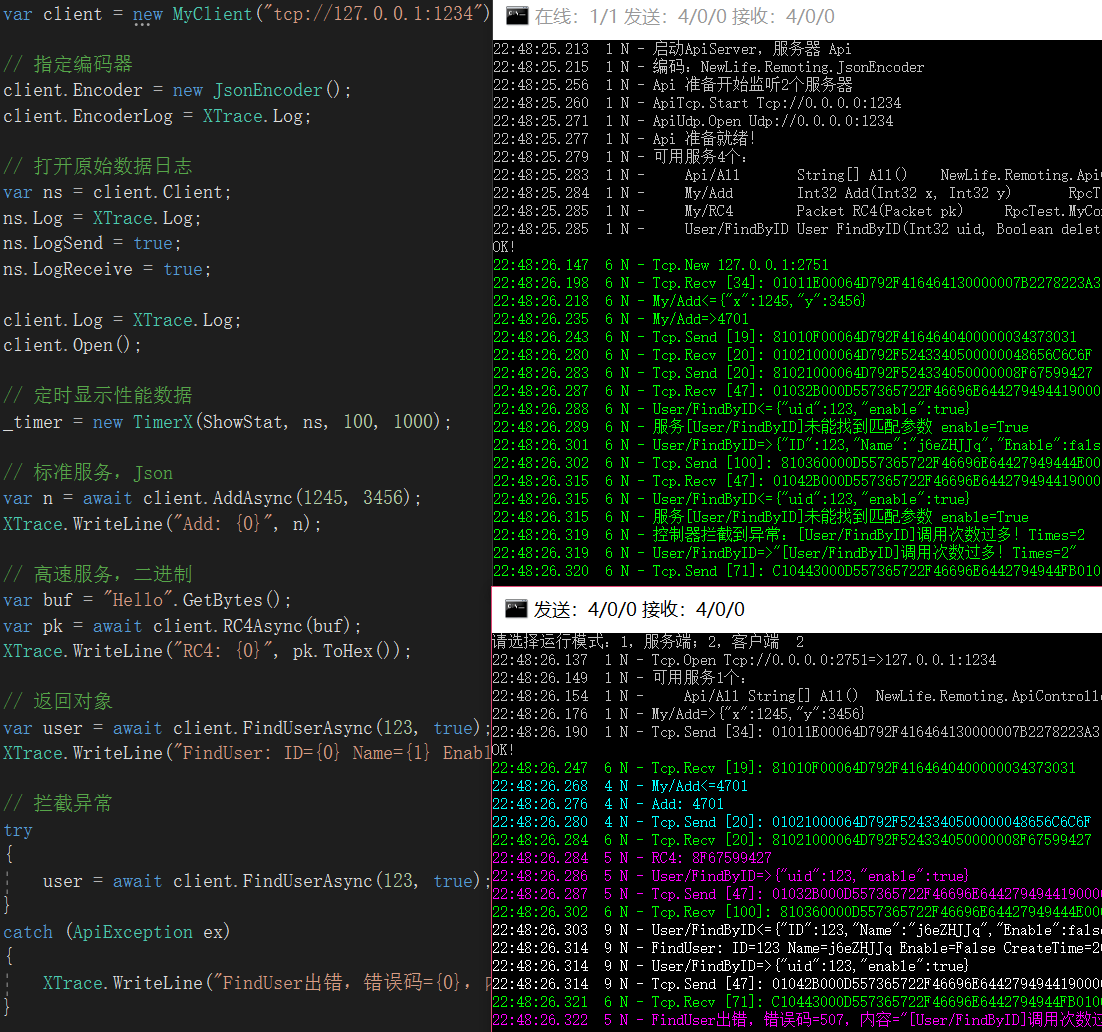 var client = new MyClient("tcp://127.0.0.1:1234")
// 指定编码器
client.Encoder = new JsonEncoder();
client.EncoderLog = XTrace.Log;
// 打开原始数据日志
var ns = client.Client;
ns.Log = XTrace.Log;
ns.LogSend = true;
ns.LogReceive = true;
client.Log = XTrace.Log;
client.Open();
// 定时显示性能数据
_timer = new TimerX(ShowStat, ns, 100, 1000);
// 标准服务，Json
var n = await client.AddAsync(1245, 3456);
XTrace.WriteLine("Add: {0}", n);
// 高速服务，二进制
var buf = "Hello".GetBytes();
var pk = await client.RC4Async(buf);
XTrace.WriteLine("RC4: {0}", pk.ToHex());
// 返回对象
var user = await client.FindUserAsync(123, true);
XTrace.WriteLine("FindUser: ID={0} Name={1} Enabl
// 拦截异常
try
{
user = await client.FindUserAsync(123, true);
}
catch (ApiException ex)
{
XTrace.WriteLine("FindUser出错，错误码={0}，内
}
在线：1/1 发送：4/0/0 接收：4/0/0
22:48:25.213 1 N - 启动ApiServer，服务器 Api
22:48:25.215 1 N - 编码：NewLife.Remoting.JsonEncoder
22:48:25.256 1 N - Api 准备开始监听2个服务器
22:48:25.260 1 N - ApiTcp.Start Tcp://0.0.0.0:1234
22:48:25.271 1 N - ApiUdp.Open Udp://0.0.0.0:1234
22:48:25.277 1 N - Api 准备就绪！
22:48:25.279 1 N - 可用服务4个：
22:48:25.283 1 N - Api/All String[] All() NewLife.Remoting.Api
22:48:25.284 1 N - My/Add Int32 Add(Int32 x, Int32 y) RpcT
22:48:25.285 1 N - My/RC4 Packet RC4(Packet pk) RpcTest.MyCo
22:48:25.285 1 N - User/FindByID User FindByID(Int32 uid, Boolean delet
OK!
22:48:26.147 6 N - Tcp.New 127.0.0.1:2751
22:48:26.198 6 N - Tcp.Recv [34]: 01011E00064D792F416464130000007B2278223A3
22:48:26.218 6 N - My/Add<={"x":1245,"y":3456}
22:48:26.235 6 N - My/Add=>4701
22:48:26.243 6 N - Tcp.Send [19]: 81010F00064D792F4164640400000034373031
22:48:26.280 6 N - Tcp.Recv [20]: 01021000064D792F5243340500000048656C6C6F
22:48:26.283 6 N - Tcp.Send [20]: 81021000064D792F524334050000008F67599427
22:48:26.287 6 N - Tcp.Recv [47]: 01032B000D557365722F46696E6442794944190000
22:48:26.288 6 N - User/FindByID<={"uid":123,"enable":true}
22:48:26.289 6 N - 服务[User/FindByID]未能找到匹配参数 enable=True
22:48:26.301 6 N - User/FindByID=>{"ID":123,"Name":"j6eZHJJq","Enable":fals
22:48:26.302 6 N - Tcp.Send [100]: 810360000D557365722F46696E64427949444E00
22:48:26.315 6 N - Tcp.Recv [47]: 01042B000D557365722F46696E6442794944190000
22:48:26.315 6 N - User/FindByID<={"uid":123,"enable":true}
22:48:26.315 6 N - 服务[User/FindByID]未能找到匹配参数 enable=True
22:48:26.319 6 N - 控制器拦截到异常：[User/FindByID]调用次数过多！Times=2
22:48:26.319 6 N - User/FindByID=>"[User/FindByID]调用次数过多！Times=2"
22:48:26.320 6 N - Tcp.Send [71]: C10443000D557365722F46696E64427949444FB010
发送：4/0/0 接收：4/0/0
请选择运行模式：1，服务端；2，客户端 2
22:48:26.137 1 N - Tcp.Open Tcp://0.0.0.0:2751=>127.0.0.1:1234
22:48:26.149 1 N - 可用服务1个：
22:48:26.154 1 N - Api/All String[] All() NewLife.Remoting.ApiControlle
22:48:26.176 1 N - My/Add=>{"x":1245,"y":3456}
22:48:26.190 1 N - Tcp.Send [34]: 01011E00064D792F416464130000007B2278223A3
OK!
22:48:26.247 6 N - Tcp.Recv [19]: 81010F00064D792F4164640400000034373031
22:48:26.268 4 N - My/Add<=4701
22:48:26.276 4 N - Add: 4701
22:48:26.280 4 N - Tcp.Send [20]: 01021000064D792F5243340500000048656C6C6F
22:48:26.284 6 N - Tcp.Recv [20]: 81021000064D792F524334050000008F67599427
22:48:26.284 5 N - RC4: 8F67599427
22:48:26.286 5 N - User/FindByID=>{"uid":123,"enable":true}
22:48:26.287 5 N - Tcp.Send [47]: 01032B000D557365722F46696E6442794944190000
22:48:26.302 6 N - Tcp.Recv [100]: 810360000D557365722F46696E64427949444E00
22:48:26.303 9 N - User/FindByID<={"ID":123,"Name":"j6eZHJJq","Enable":fals
22:48:26.314 9 N - FindUser: ID=123 Name=j6eZHJJq Enable=False CreateTime=20
22:48:26.314 9 N - User/FindByID=>{"uid":123,"enable":true}
22:48:26.314 9 N - Tcp.Send [47]: 01042B000D557365722F46696E6442794944190000
22:48:26.321 6 N - Tcp.Recv [71]: C10443000D557365722F46696E64427949444FB010
22:48:26.322 5 N - FindUser出错，错误码=507，内容="[User/FindByID]调用次数过